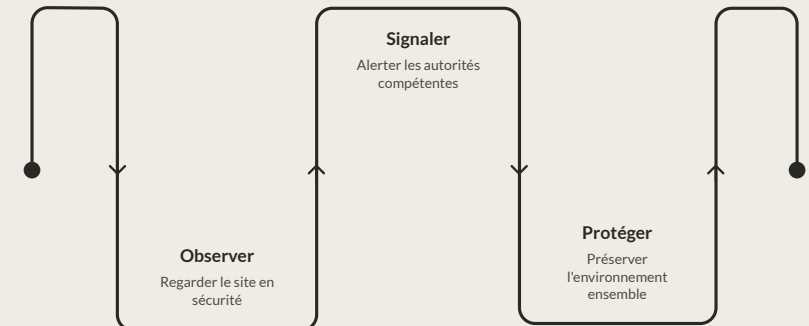 Signaler
Alerter les autorités
compétentes
Observer
Regarder le site en
sécurité
Protéger
Préserver
l'environnement
ensemble